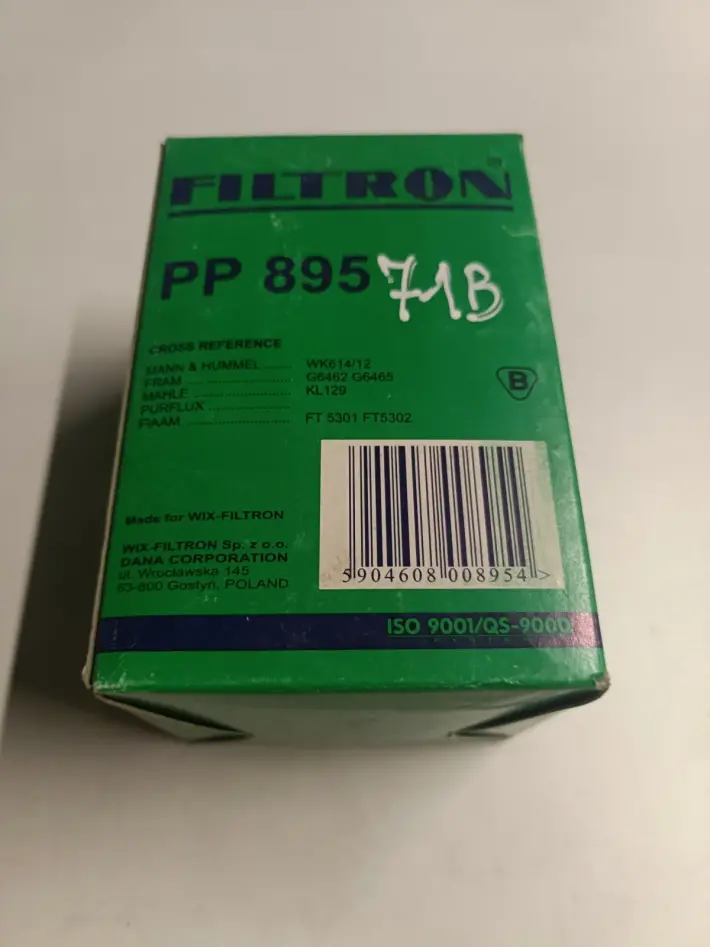 FILTRON
PP 895 71B
CROSS REFERENCE
MANN & HUMMEL ...... WK614/12
FRAM ...................... G6462 G6465
MAHLE .................... KL129
PURFLUX ..................
FIAAM ...................... FT 5301 FT5302
B
Made for WIX-FILTRON
WIX-FILTRON Sp. z o.o.
DANA CORPORATION
ul. Wrocławska 145
63-800 Gostyń, POLAND
5904608 008954 >
ISO 9001/QS-9000